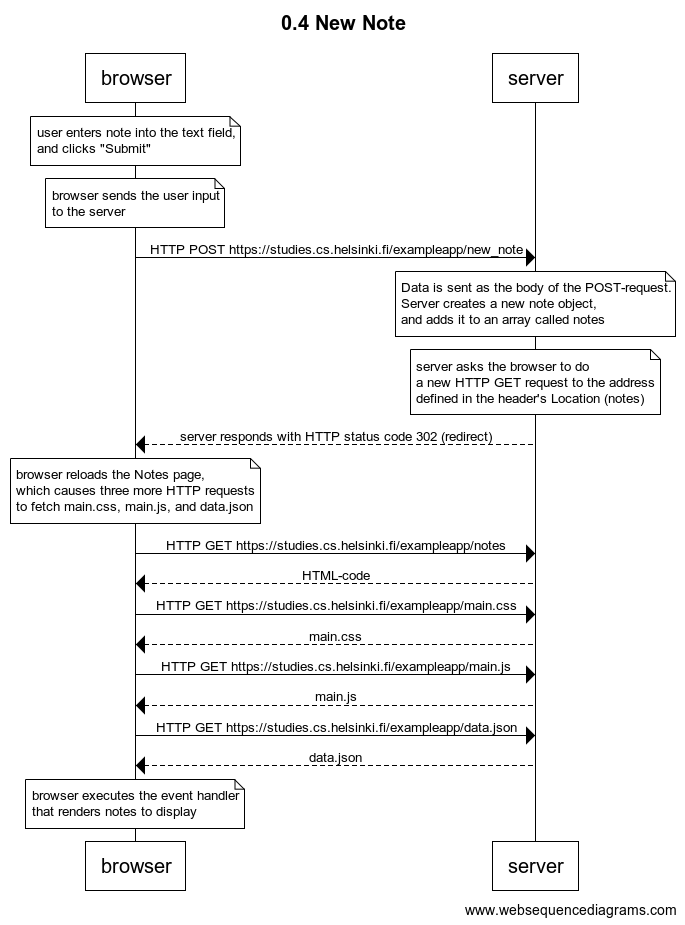 0.4 New Note
browser
server
user enters note into the text field,
and clicks "Submit"
browser sends the user input
to the server
HTTP POST https://studies.cs.helsinki.fi/exampleapp/new_note
Data is sent as the body of the POST-request.
Server creates a new note object,
and adds it to an array called notes
server asks the browser to do
a new HTTP GET request to the address
defined in the header's Location (notes)
server responds with HTTP status code 302 (redirect)
browser reloads the Notes page,
which causes three more HTTP requests
to fetch main.css, main.js, and data.json
HTTP GET https://studies.cs.helsinki.fi/exampleapp/notes
HTML-code
HTTP GET https://studies.cs.helsinki.fi/exampleapp/main.css
main.css
HTTP GET https://studies.cs.helsinki.fi/exampleapp/main.js
main.js
HTTP GET https://studies.cs.helsinki.fi/exampleapp/data.json
data.json
browser executes the event handler
that renders notes to display
browser
server
www.websequencediagrams.com